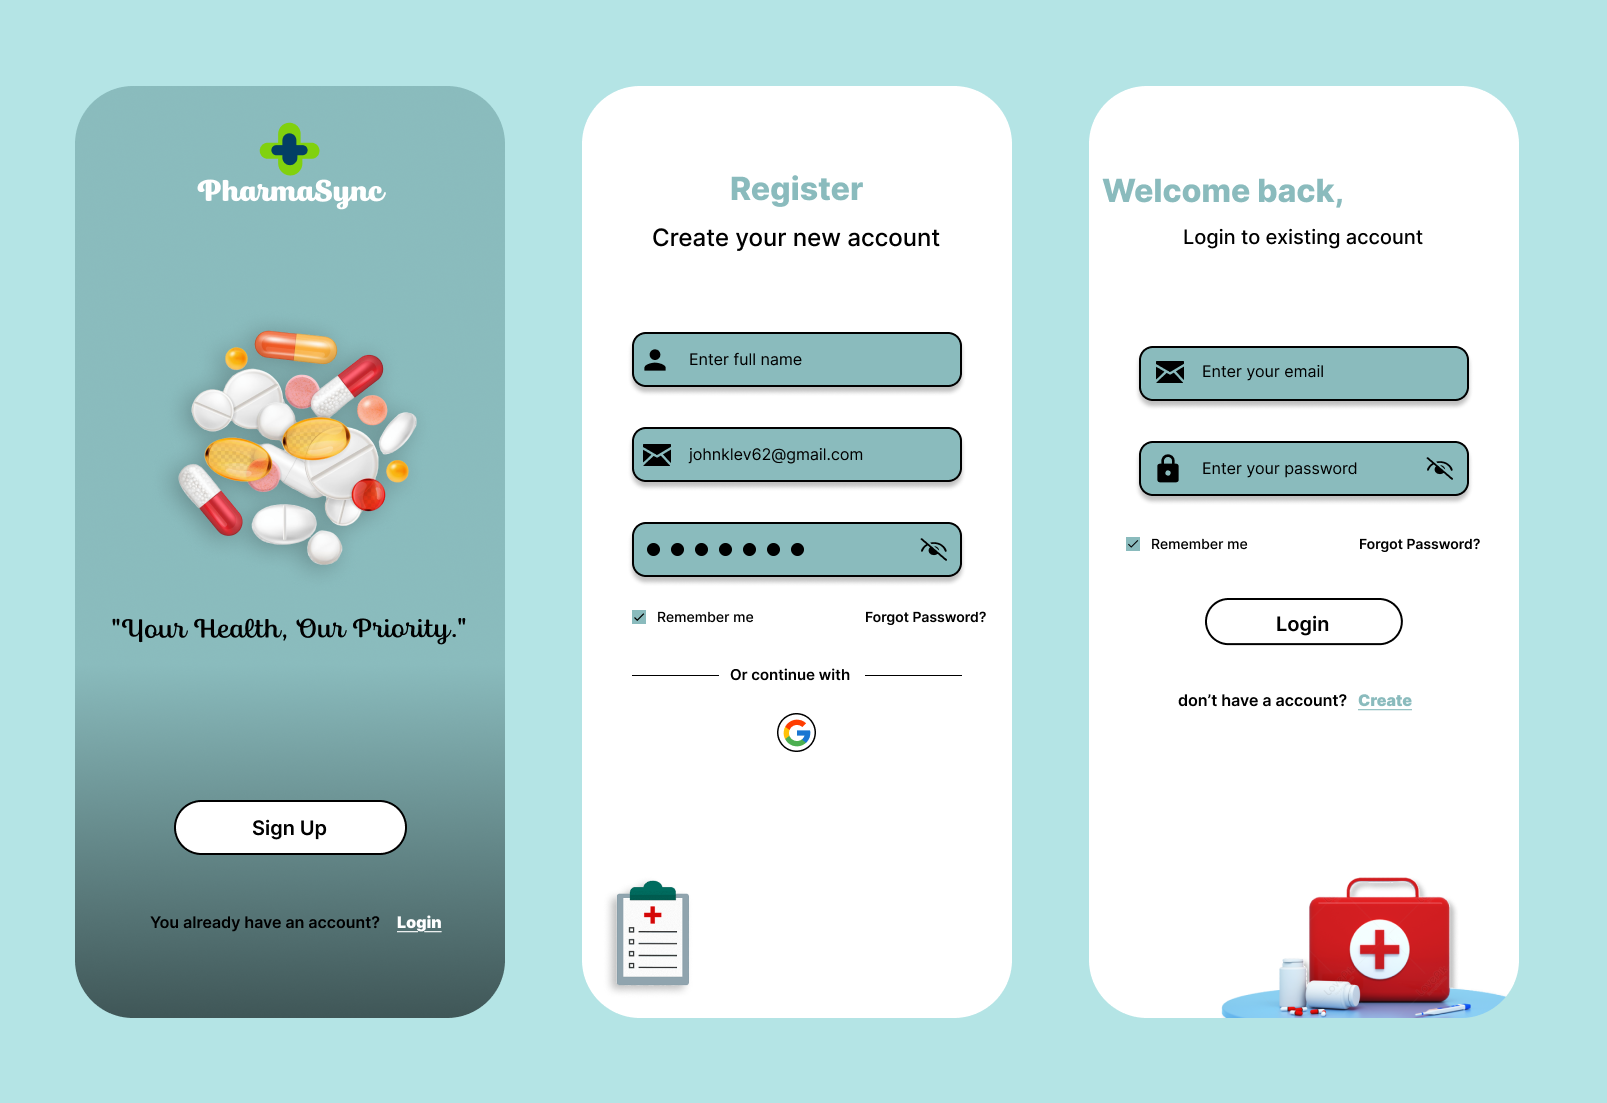 PharmaSync
"Your Health, Our Priority."
Sign Up
You already have an account? Login
Register
Create your new account
Enter full name
johnklev62@gmail.com
Remember me Forgot Password?
Or continue with
Welcome back,
Login to existing account
Enter your email
Enter your password
Remember me Forgot Password?
Login
don’t have a account? Create